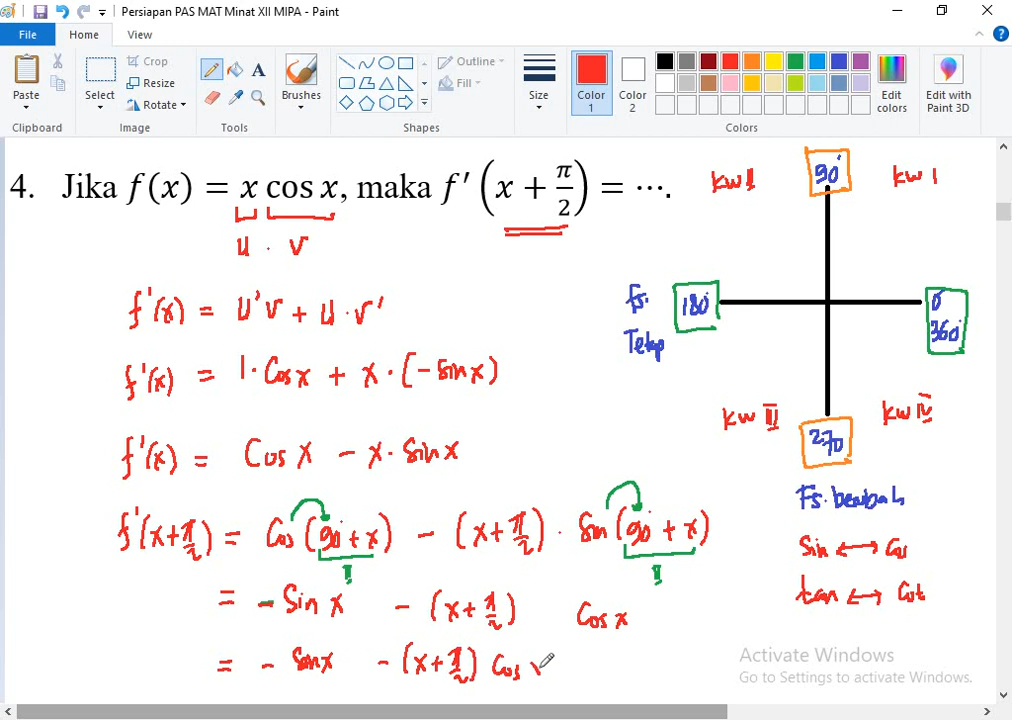 Persiapan PAS MAT Minat XII MIPA - Paint
File Home View
Paste Select Crop Resize Rotate Brushes Outline Fill Size Color 1 Color 2 Edit colors Edit with Paint 3D
Clipboard Image Tools Shapes Colors
4. Jika f(x) = x cos x, maka f′(x + π/2) = ⋯.
u . v
f'(x) = u'v + u . v'
f'(x) = 1 . Cos x + x . (-sin x)
f'(x) = Cos x - x . Sin x
f'(x+π/2) = Cos (90° + x) - (x+π/2) . Sin (90° + x)
II II
= - Sin x - (x+π/2) Cos x
= - Sin x - (x+π/2) Cos
90°
kw II kw I
Fs. 180° 0°
Tetap 360°
kw III kw IV
270
Fs. berubah
Sin ⟷ Cos
tan ⟷ Cot
Activate Windows
Go to Settings to activate Windows.